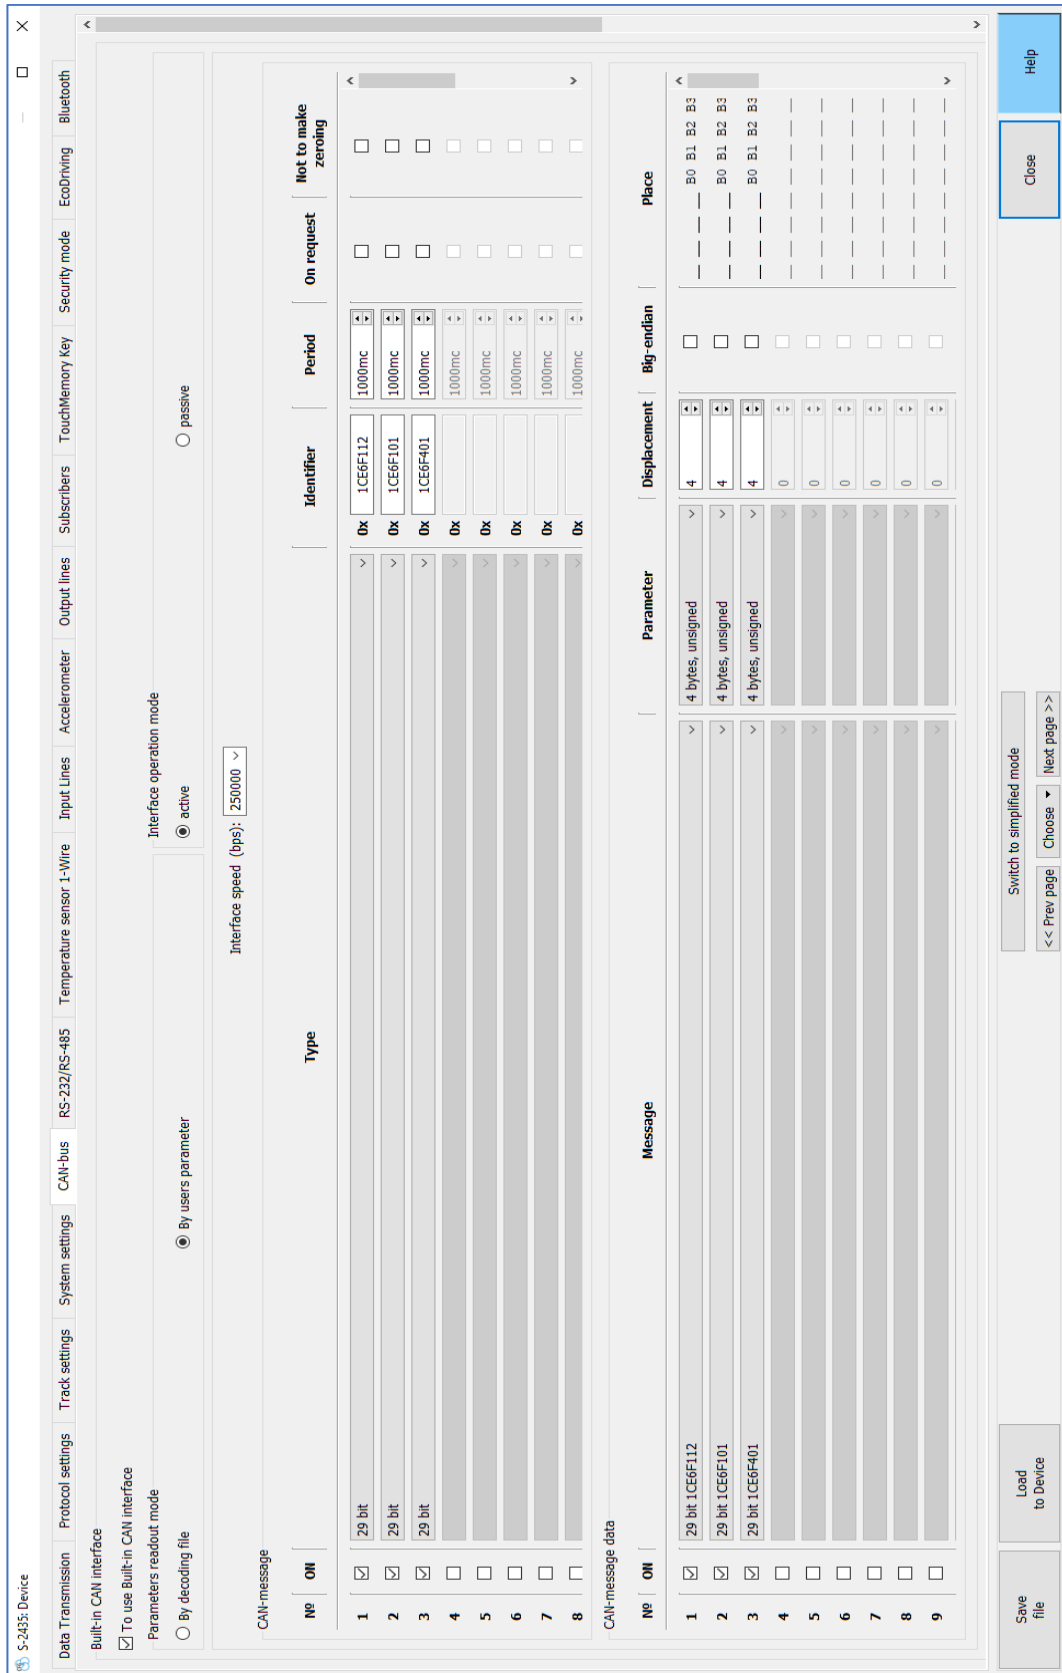 S-2435: Device
Data Transmission Protocol settings Track settings System settings CAN-bus RS-232/RS-485 Temperature sensor 1-Wire Input Lines Accelerometer Output lines Subscribers TouchMemory Key Security mode EcoDriving Bluetooth
Built-in CAN interface
To use Built-in CAN interface
Parameters readout mode Interface operation mode
By decoding file By users parameter active passive
Interface speed (bps): 250000
CAN-message
Nº ON Type Identifier Period On request Not to make zeroing
1 29 bit 0x 1CE6F112 1000mc
2 29 bit 0x 1CE6F101 1000mc
3 29 bit 0x 1CE6F401 1000mc
4 0x 1000mc
5 0x 1000mc
6 0x 1000mc
7 0x 1000mc
8 0x 1000mc
CAN-message data
Nº ON Message Parameter Displacement Big-endian Place
1 29 bit 1CE6F112 4 bytes, unsigned 4 B0 B1 B2 B3
2 29 bit 1CE6F101 4 bytes, unsigned 4 B0 B1 B2 B3
3 29 bit 1CE6F401 4 bytes, unsigned 4 B0 B1 B2 B3
4 0
5 0
6 0
7 0
8 0
9 0
Save file Load to Device Switch to simplified mode Close Help
<< Prev page Choose Next page >>